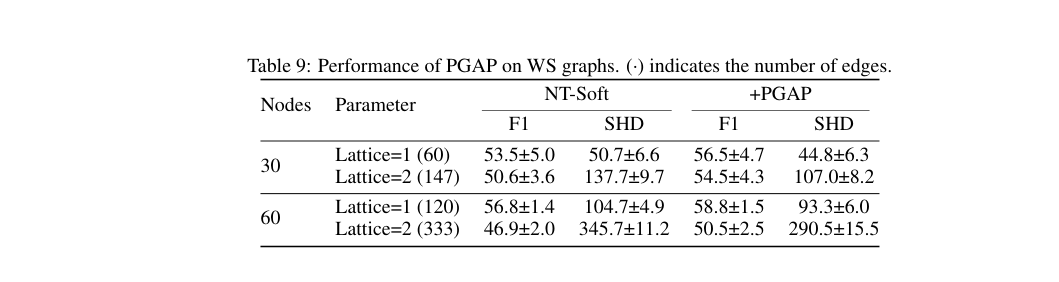 Table 9: Performance of PGAP on WS graphs. (·) indicates the number of edges.
Nodes Parameter NT-Soft +PGAP
F1 SHD F1 SHD
30 Lattice=1 (60) 53.5±5.0 50.7±6.6 56.5±4.7 44.8±6.3
Lattice=2 (147) 50.6±3.6 137.7±9.7 54.5±4.3 107.0±8.2
60 Lattice=1 (120) 56.8±1.4 104.7±4.9 58.8±1.5 93.3±6.0
Lattice=2 (333) 46.9±2.0 345.7±11.2 50.5±2.5 290.5±15.5